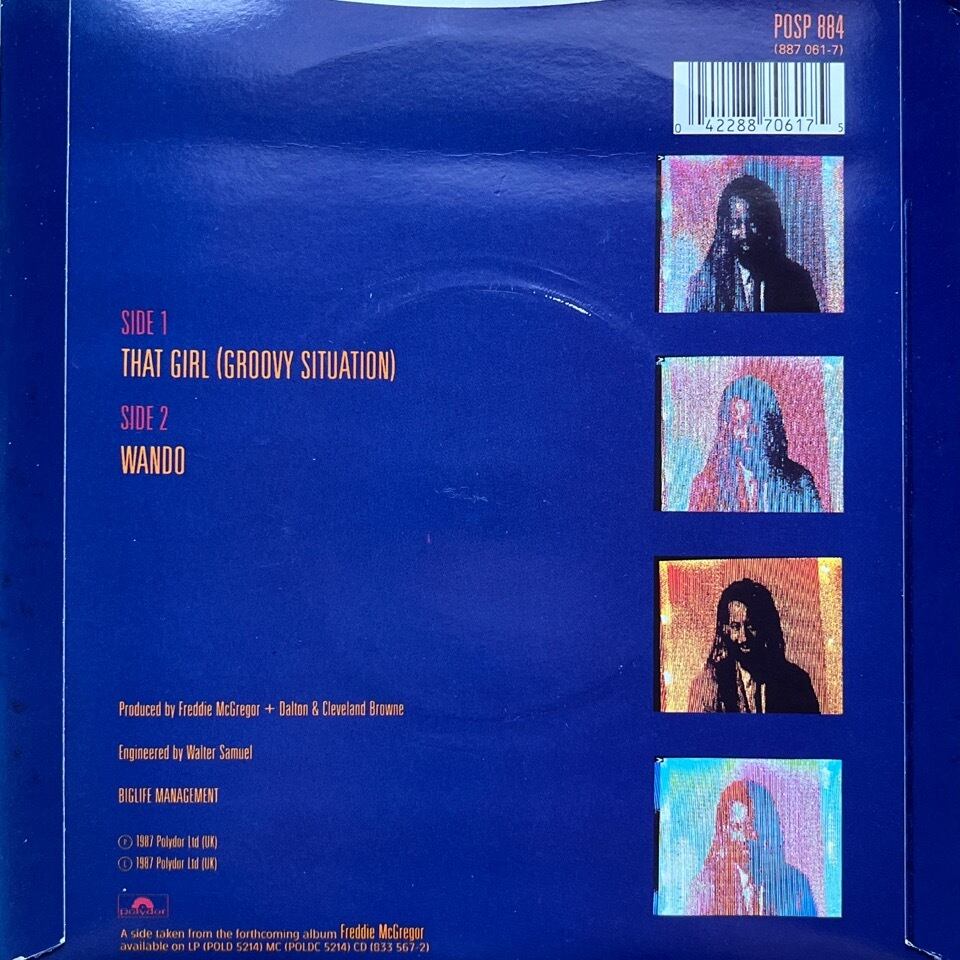 POSP 884
(887 061-7)
0 42288 70617 5
SIDE 1
THAT GIRL (GROOVY SITUATION)
SIDE 2
WANDO
Produced by Freddie McGregor + Dalton & Cleveland Browne
Engineered by Walter Samuel
BIGLIFE MANAGEMENT
Ⓟ 1987 Polydor Ltd (UK)
Ⓒ 1987 Polydor Ltd (UK)
polydor
A side taken from the forthcoming album Freddie McGregor
available on LP (POLD 5214) MC (POLDC 5214) CD (833 567-2)